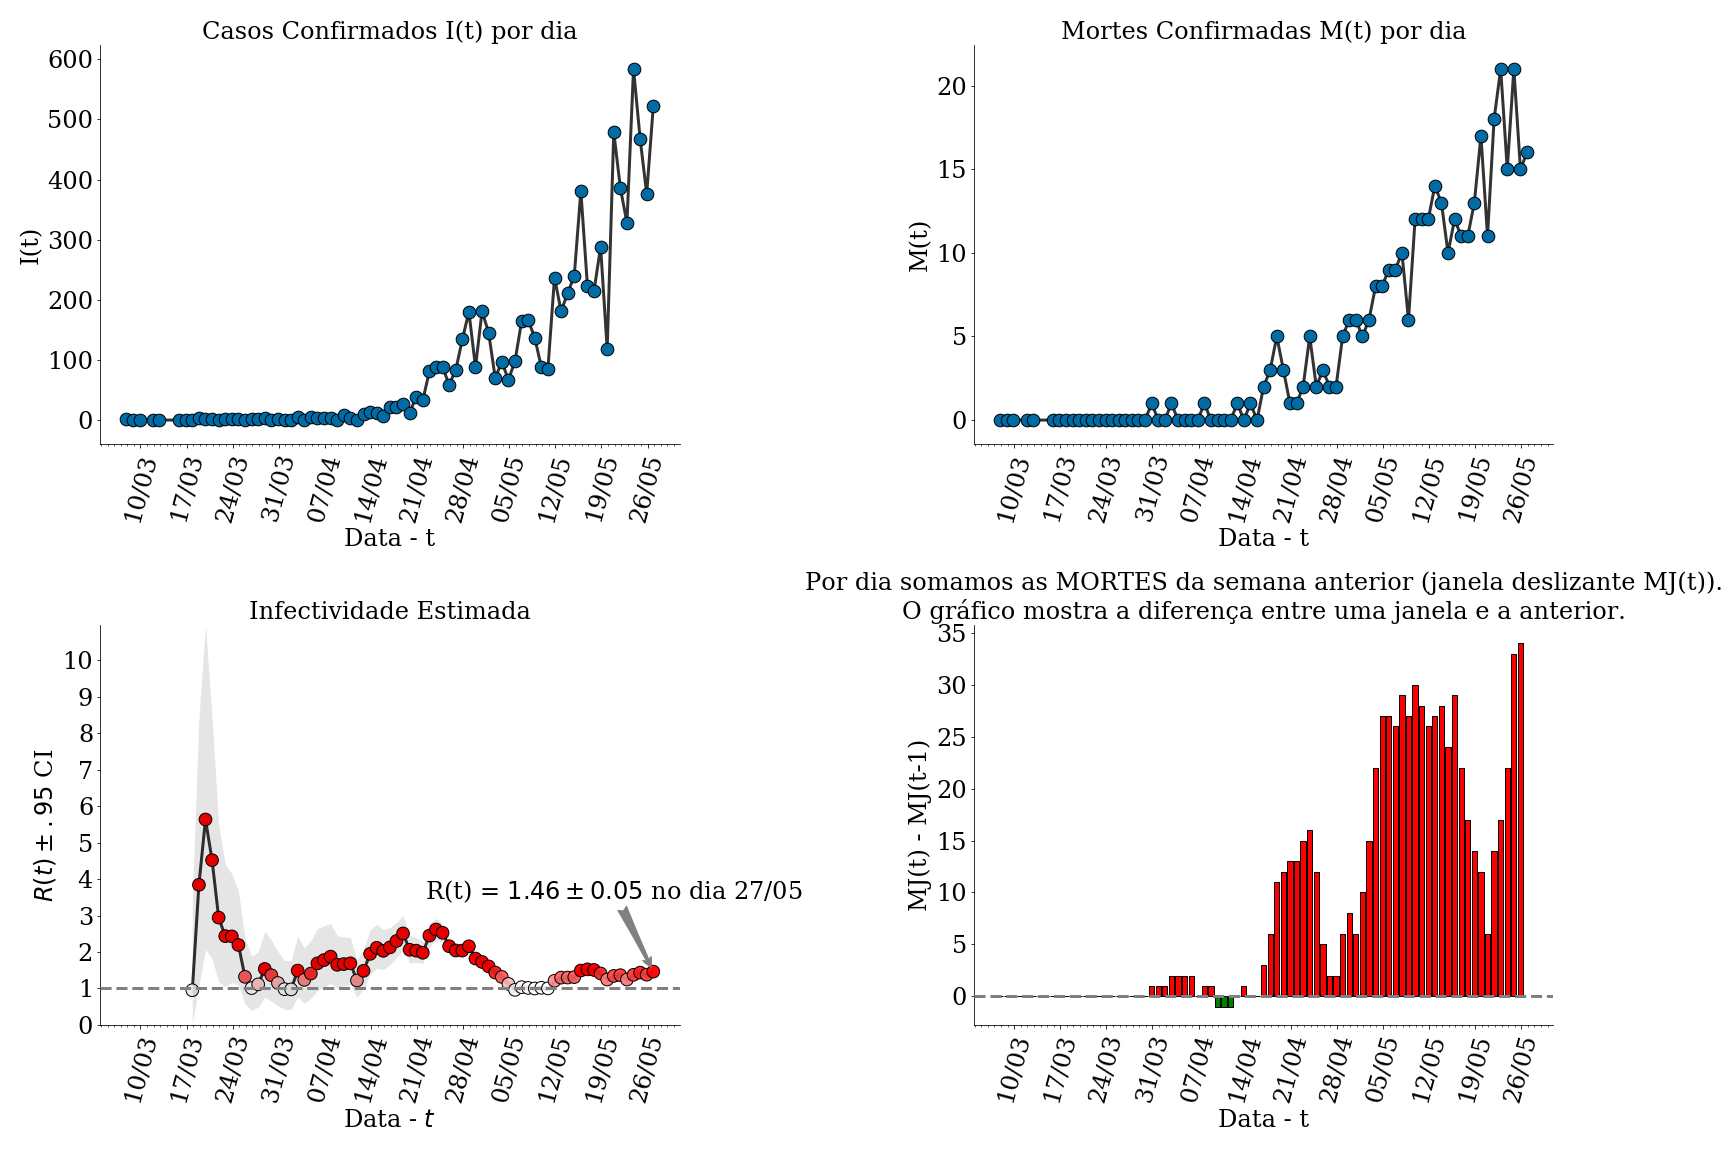 Casos Confirmados I(t) por dia
600
500
400
300
200
100
0
I(t)
10/03 17/03 24/03 31/03 07/04 14/04 21/04 28/04 05/05 12/05 19/05 26/05
Data - t
Mortes Confirmadas M(t) por dia
20
15
10
5
0
M(t)
10/03 17/03 24/03 31/03 07/04 14/04 21/04 28/04 05/05 12/05 19/05 26/05
Data - t
Infectividade Estimada
10
9
8
7
6
5
4
3
2
1
0
R(t) ± .95 CI
R(t) = 1.46 ± 0.05 no dia 27/05
10/03 17/03 24/03 31/03 07/04 14/04 21/04 28/04 05/05 12/05 19/05 26/05
Data - t
Por dia somamos as MORTES da semana anterior (janela deslizante MJ(t)).
O gráfico mostra a diferença entre uma janela e a anterior.
35
30
25
20
15
10
5
0
MJ(t) - MJ(t-1)
10/03 17/03 24/03 31/03 07/04 14/04 21/04 28/04 05/05 12/05 19/05 26/05
Data - t